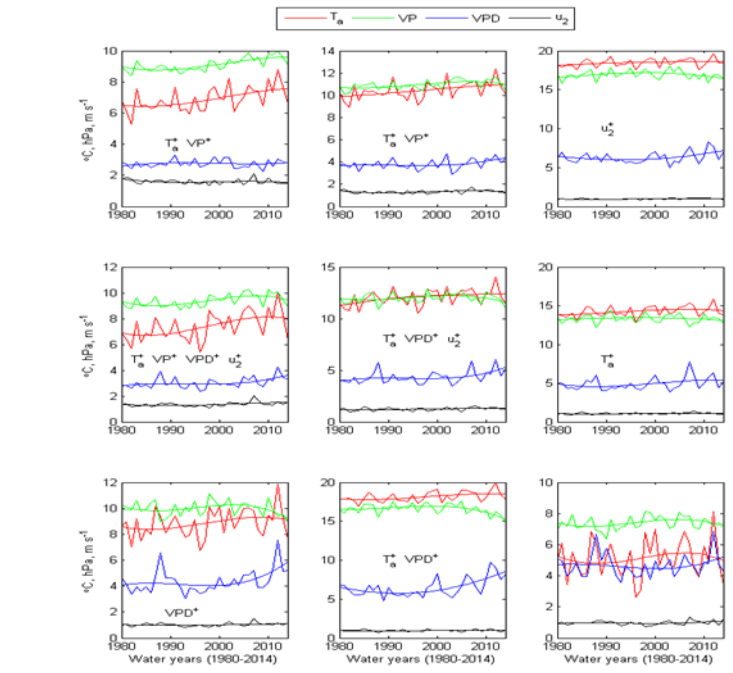 Ta VP VPD u2
10
8
6
4
2
0
1980 1990 2000 2010
°C, hPa, m s-1
Ta+ VP+
14
12
10
8
6
4
2
0
1980 1990 2000 2010
Ta+ VP+
20
15
10
5
0
1980 1990 2000 2010
u2+
12
10
8
6
4
2
0
1980 1990 2000 2010
°C, hPa, m s-1
Ta+ VP+ VPD+ u2+
15
10
5
0
1980 1990 2000 2010
Ta+ VPD+ u2+
20
15
10
5
0
1980 1990 2000 2010
Ta+
12
10
8
6
4
2
0
1980 1990 2000 2010
°C, hPa, m s-1
VPD+
Water years (1980-2014)
20
15
10
5
0
1980 1990 2000 2010
Ta+ VPD+
Water years (1980-2014)
10
8
6
4
2
0
1980 1990 2000 2010
Water years (1980-2014)